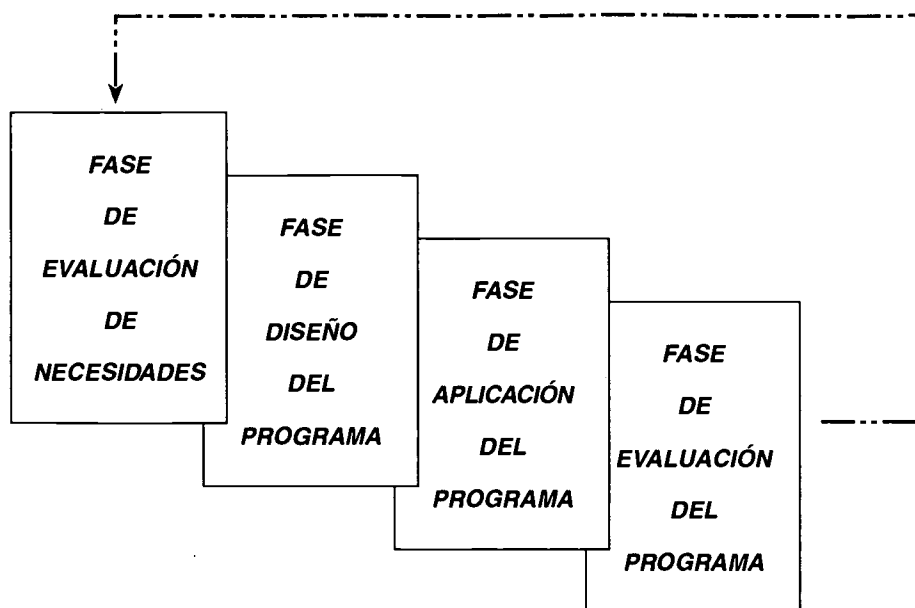 FASE
DE
EVALUACIÓN
DE
NECESIDADES
FASE
DE
DISEÑO
DEL
PROGRAMA
FASE
DE
APLICACIÓN
DEL
PROGRAMA
FASE
DE
EVALUACIÓN
DEL
PROGRAMA